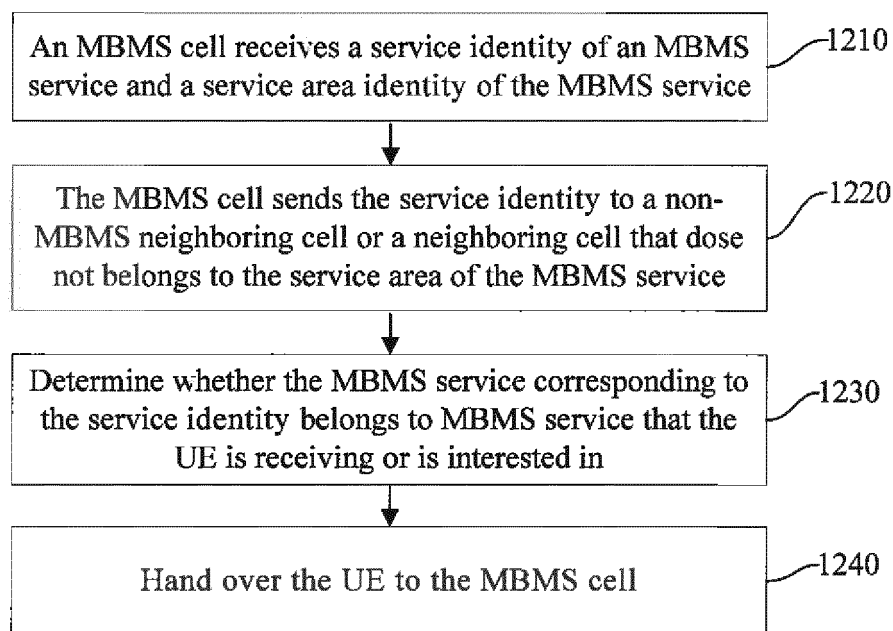 An MBMS cell receives a service identity of an MBMS
service and a service area identity of the MBMS service
1210
The MBMS cell sends the service identity to a non-
MBMS neighboring cell or a neighboring cell that dose
not belongs to the service area of the MBMS service
1220
Determine whether the MBMS service corresponding to
the service identity belongs to MBMS service that the
UE is receiving or is interested in
1230
Hand over the UE to the MBMS cell
1240